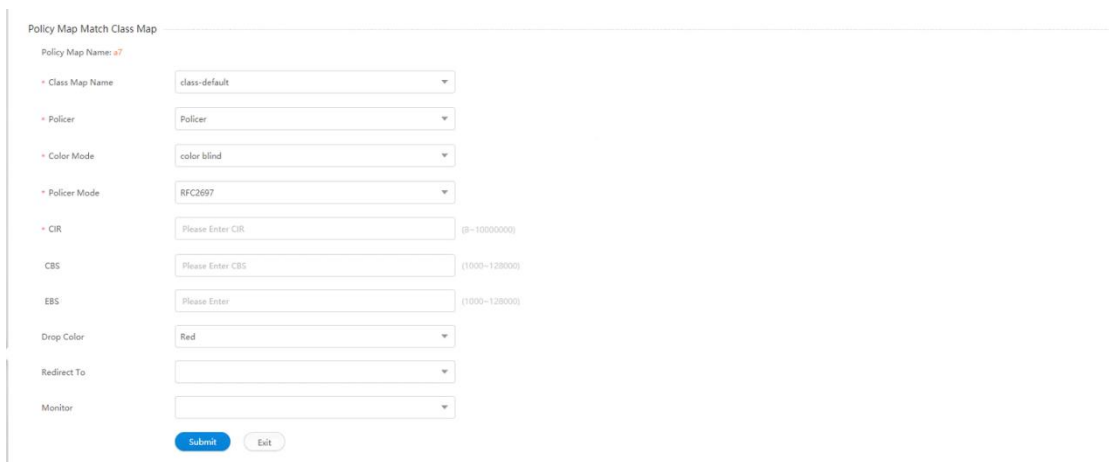 Policy Map Match Class Map
Policy Map Name: a7
* Class Map Name class-default
* Policer Policer
* Color Mode color blind
* Policer Mode RFC2697
* CIR Please Enter CIR (8~10000000)
CBS Please Enter CBS (1000~128000)
EBS Please Enter (1000~128000)
Drop Color Red
Redirect To
Monitor
Submit Exit